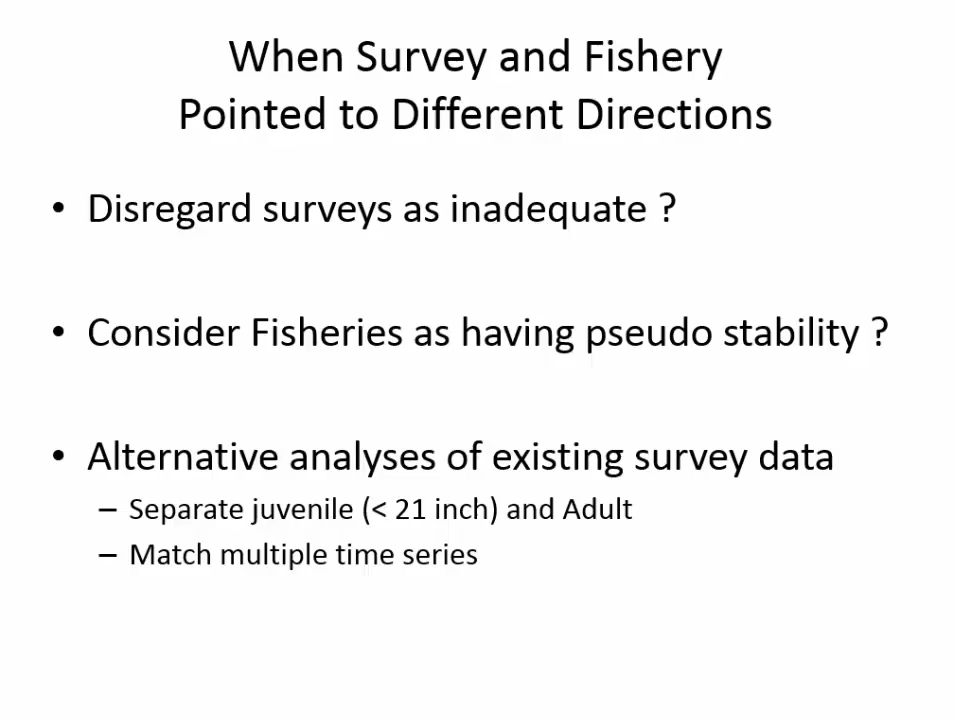 When Survey and Fishery
Pointed to Different Directions
• Disregard surveys as inadequate ?
• Consider Fisheries as having pseudo stability ?
• Alternative analyses of existing survey data
– Separate juvenile (< 21 inch) and Adult
– Match multiple time series